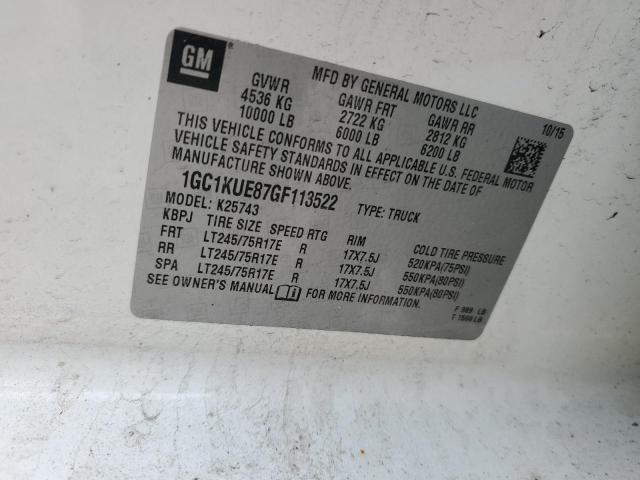 GM®
MFD BY GENERAL MOTORS LLC 10/15
GVWR GAWR FRT GAWR RR
4536 KG 2722 KG 2812 KG
10000 LB 6000 LB 6200 LB
THIS VEHICLE CONFORMS TO ALL APPLICABLE U.S. FEDERAL MOTOR
VEHICLE SAFETY STANDARDS IN EFFECT ON THE DATE OF
MANUFACTURE SHOWN ABOVE.
1GC1KUE87GF113522 TYPE: TRUCK
MODEL: K25743
KBPJ TIRE SIZE SPEED RTG RIM COLD TIRE PRESSURE
FRT LT245/75R17E R 17X7.5J 520KPA(75PSI)
RR LT245/75R17E R 17X7.5J 550KPA(80PSI)
SPA LT245/75R17E R 17X7.5J 550KPA(80PSI)
SEE OWNER'S MANUAL FOR MORE INFORMATION.
F 989 LB
T 1568 LB